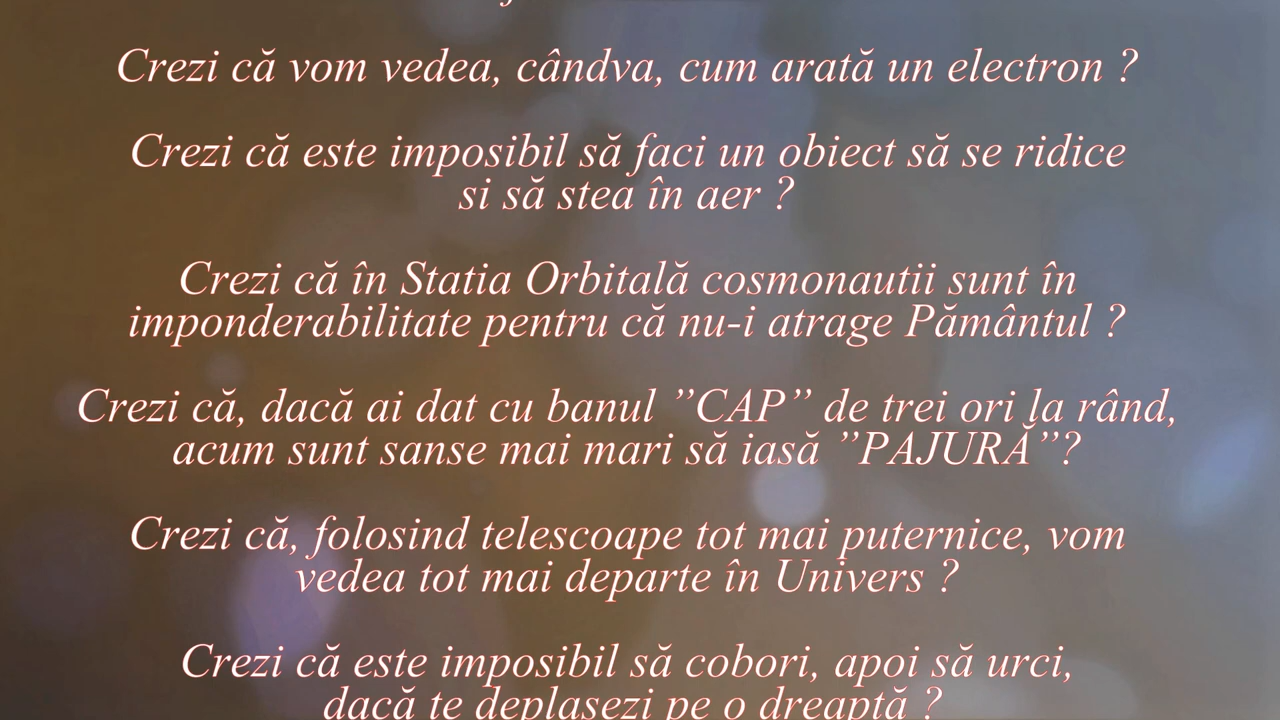 Crezi că vom vedea, cândva, cum arată un electron ?
Crezi că este imposibil să faci un obiect să se ridice
si să stea în aer ?
Crezi că în Statia Orbitală cosmonautii sunt în
imponderabilitate pentru că nu-i atrage Pământul ?
Crezi că, dacă ai dat cu banul ”CAP” de trei ori la rând,
acum sunt sanse mai mari să iasă ”PAJURĂ”?
Crezi că, folosind telescoape tot mai puternice, vom
vedea tot mai departe în Univers ?
Crezi că este imposibil să cobori, apoi să urci,
dacă te deplasezi pe o dreaptă ?